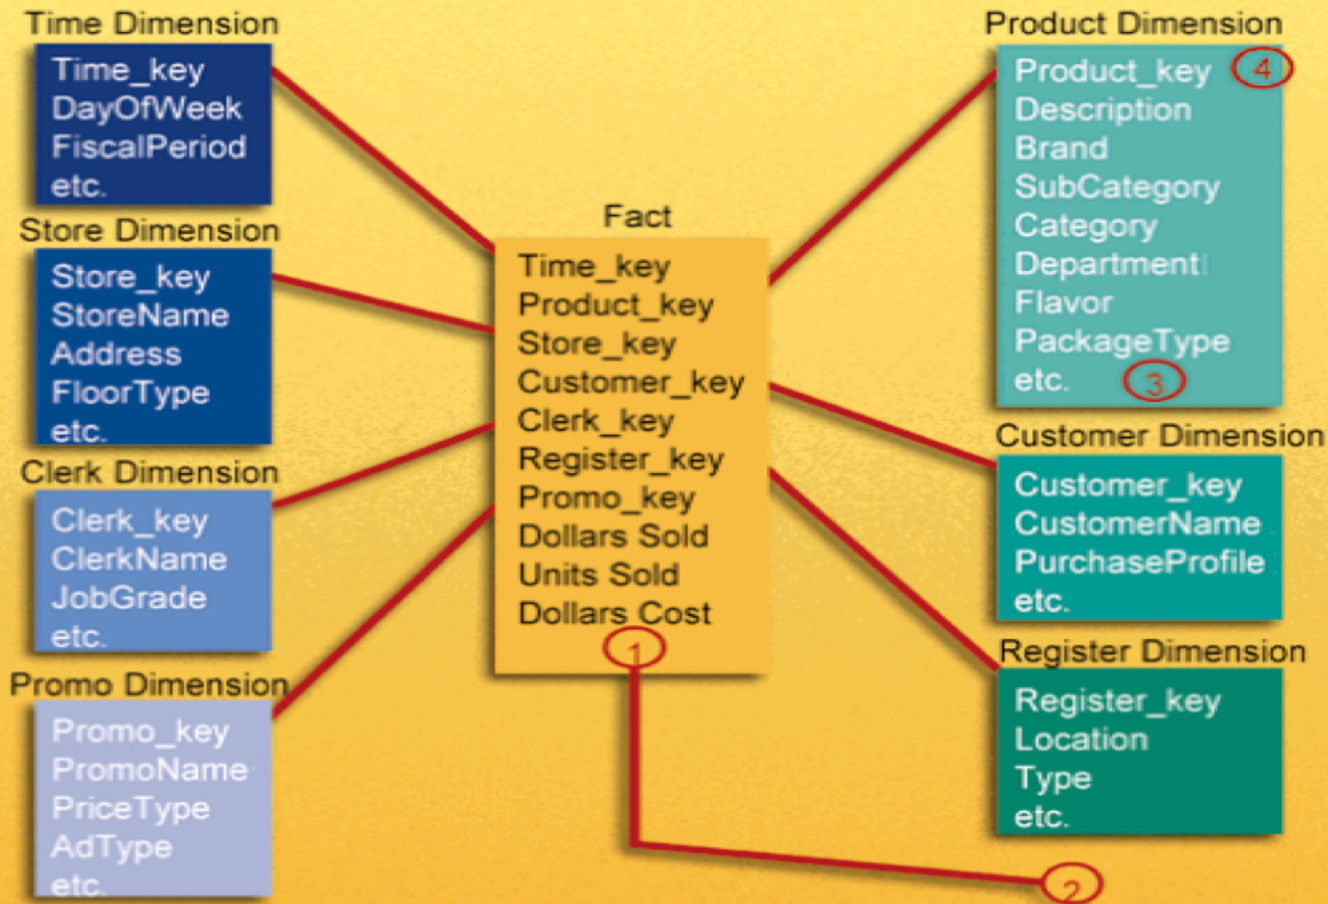 Time Dimension
Time_key
DayOfWeek
FiscalPeriod
etc.
Store Dimension
Store_key
StoreName
Address
FloorType
etc.
Clerk Dimension
Clerk_key
ClerkName
JobGrade
etc.
Promo Dimension
Promo_key
PromoName
PriceType
AdType
etc.
Fact
Time_key
Product_key
Store_key
Customer_key
Clerk_key
Register_key
Promo_key
Dollars Sold
Units Sold
Dollars Cost
1
Product Dimension
Product_key 4
Description
Brand
SubCategory
Category
Department
Flavor
PackageType
etc. 3
Customer Dimension
Customer_key
CustomerName
PurchaseProfile
etc.
Register Dimension
Register_key
Location
Type
etc.
2